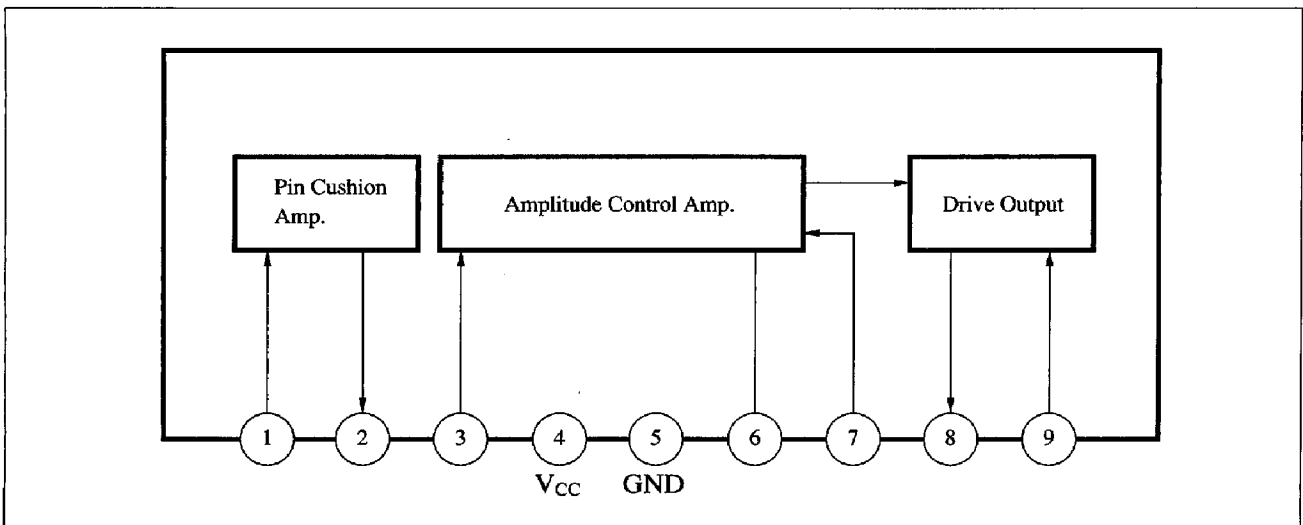 Pin Cushion
Amp.
Amplitude Control Amp.
Drive Output
1 2 3 4 5 6 7 8 9
VCC GND